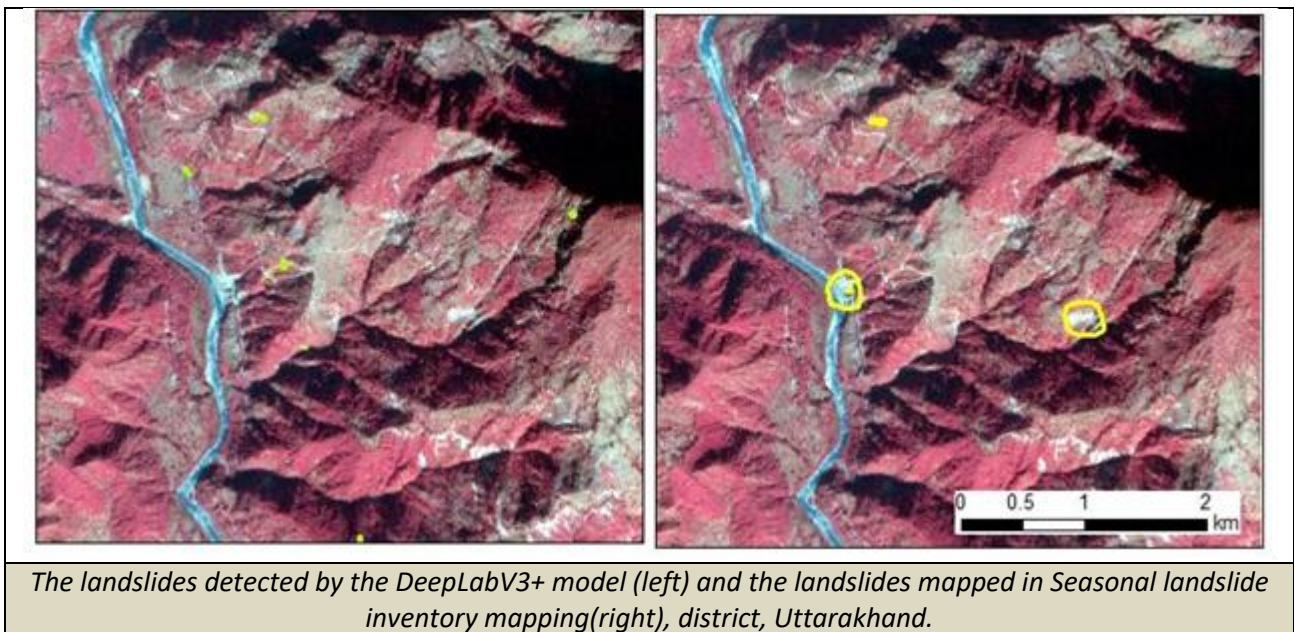 0 0.5 1 2
km
The landslides detected by the DeepLabV3+ model (left) and the landslides mapped in Seasonal landslide
inventory mapping(right), district, Uttarakhand.